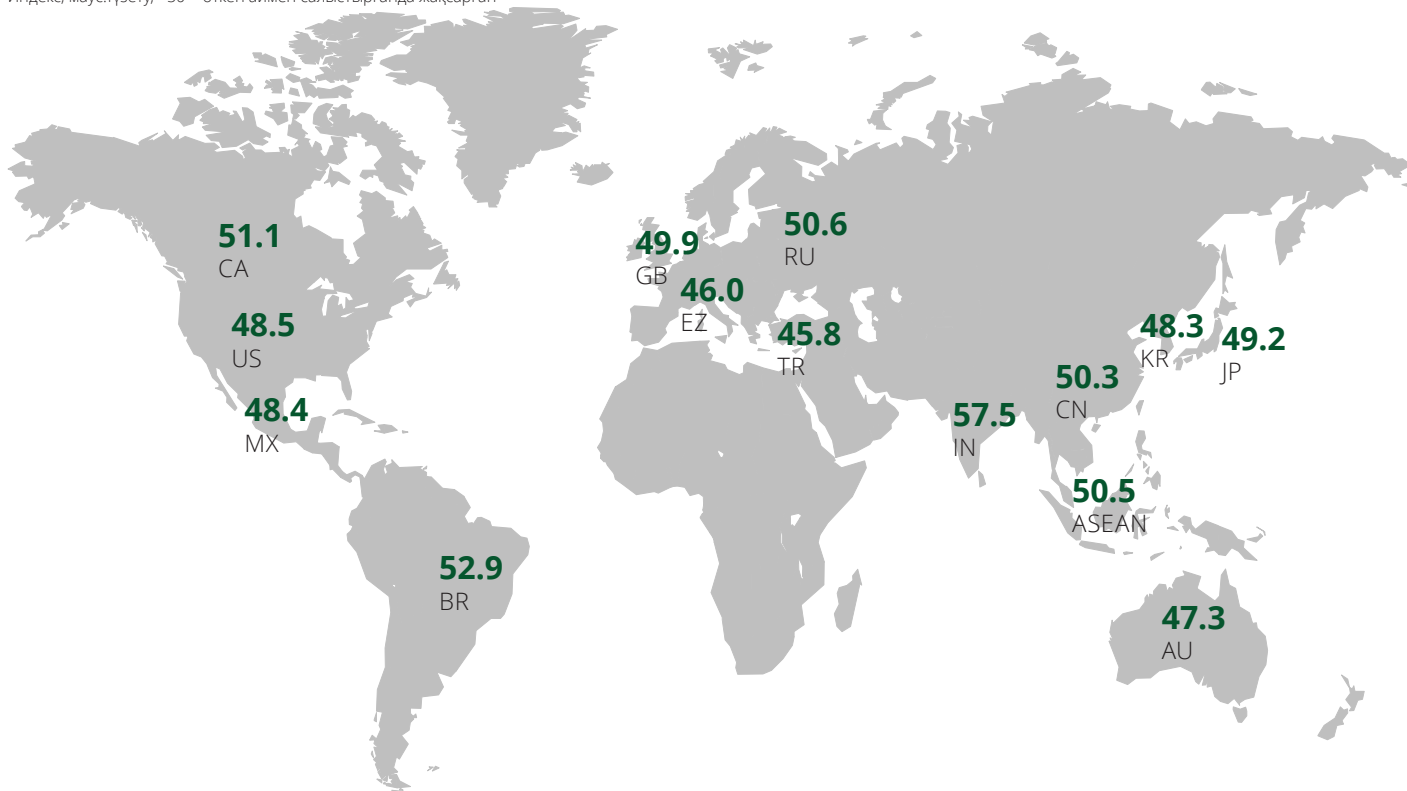 51.1
CA
50.6
RU
49.9
GB
46.0
EZ
48.5
US
45.8
TR
48.3
KR
49.2
JP
50.3
CN
48.4
MX
57.5
IN
50.5
ASEAN
52.9
BR
47.3
AU